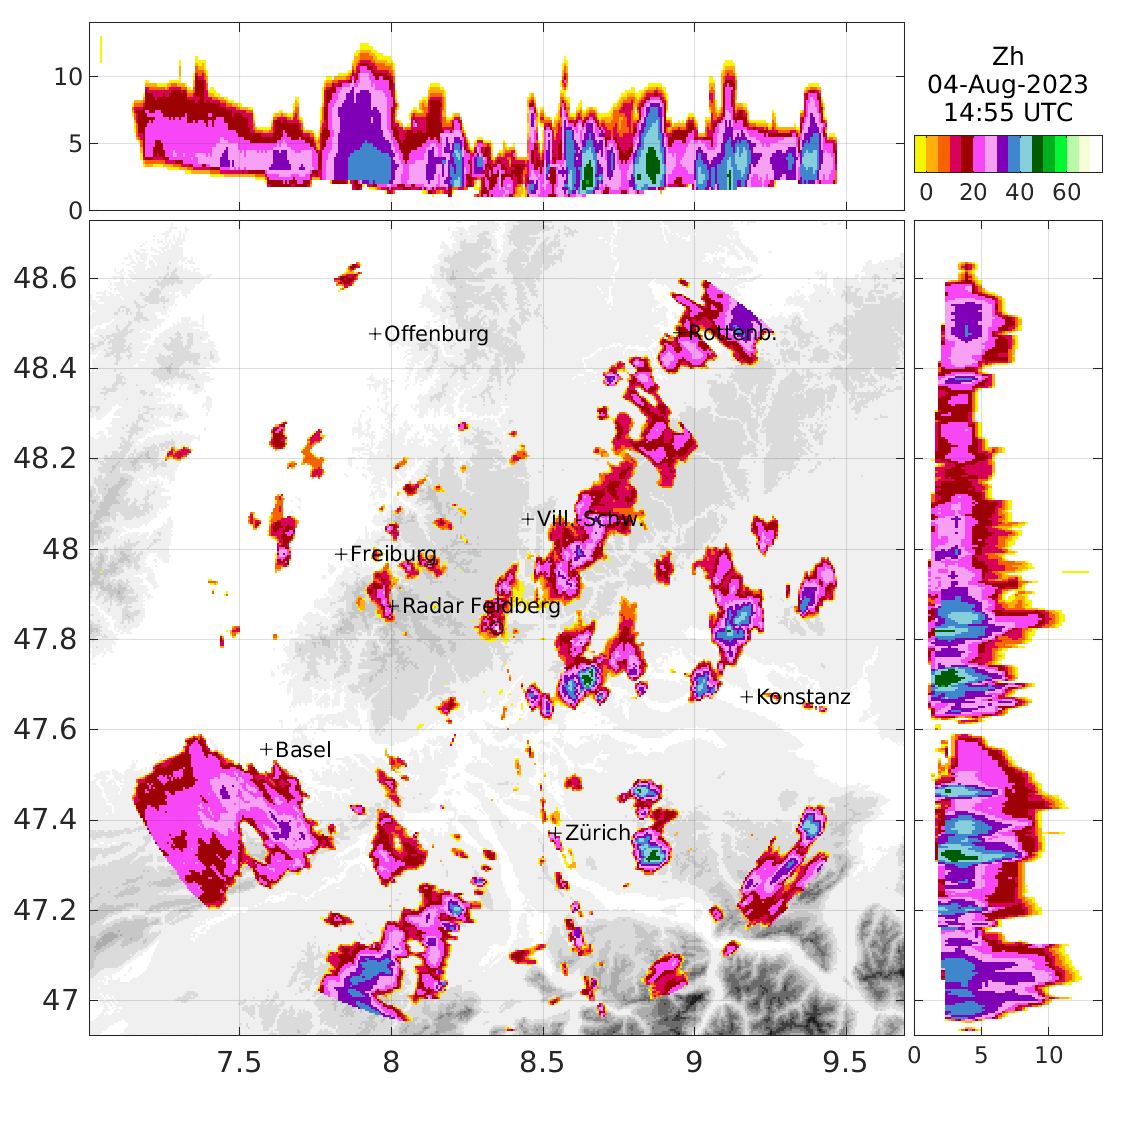 10
5
0
Zh
04-Aug-2023
14:55 UTC
0 20 40 60
48.6
48.4
48.2
48
47.8
47.6
47.4
47.2
47
+Offenburg
+Rottenb.
+Vill.-Schw.
+Freiburg
+Radar Feldberg
+Konstanz
+Basel
+Zürich
7.5 8 8.5 9 9.5
0 5 10